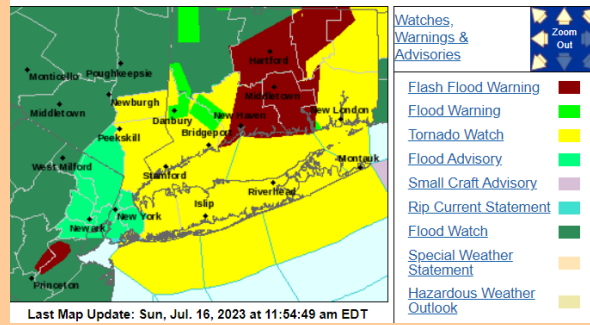 Hartford
Monticello
Poughkeepsie
Middletown
Middletown
Newburgh
Danbury
New Haven
New London
Bridgeport
Peekskill
West Milford
Stamford
Montauk
Riverhead
Islip
New York
Newark
Princeton
Last Map Update: Sun, Jul. 16, 2023 at 11:54:49 am EDT
Watches,
Warnings &
Advisories
Zoom
Out
Flash Flood Warning
Flood Warning
Tornado Watch
Flood Advisory
Small Craft Advisory
Rip Current Statement
Flood Watch
Special Weather
Statement
Hazardous Weather
Outlook